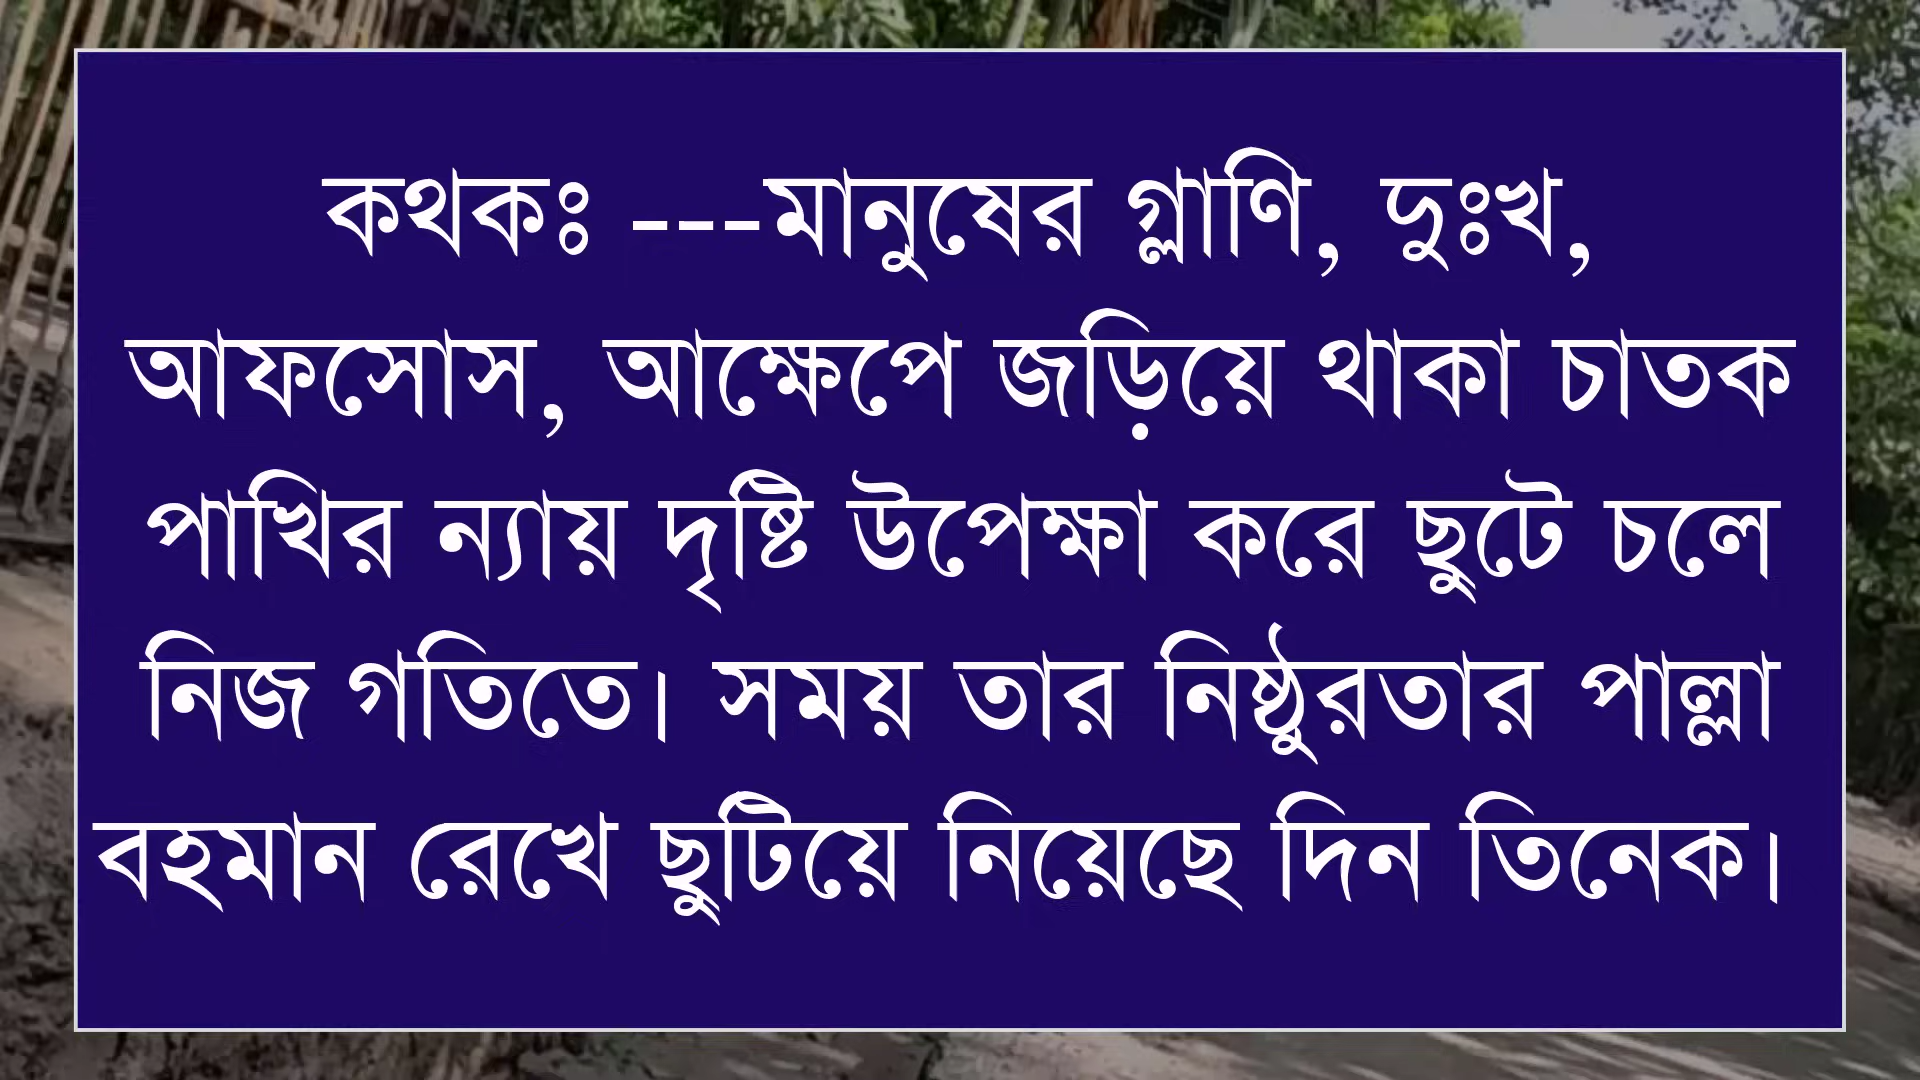 কথকঃ ---মানুষের গ্লাণি, দুঃখ,
আফসোস, আক্ষেপে জড়িয়ে থাকা চাতক
পাখির ন্যায় দৃষ্টি উপেক্ষা করে ছুটে চলে
নিজ গতিতে। সময় তার নিষ্ঠুরতার পাল্লা
বহমান রেখে ছুটিয়ে নিয়েছে দিন তিনেক।